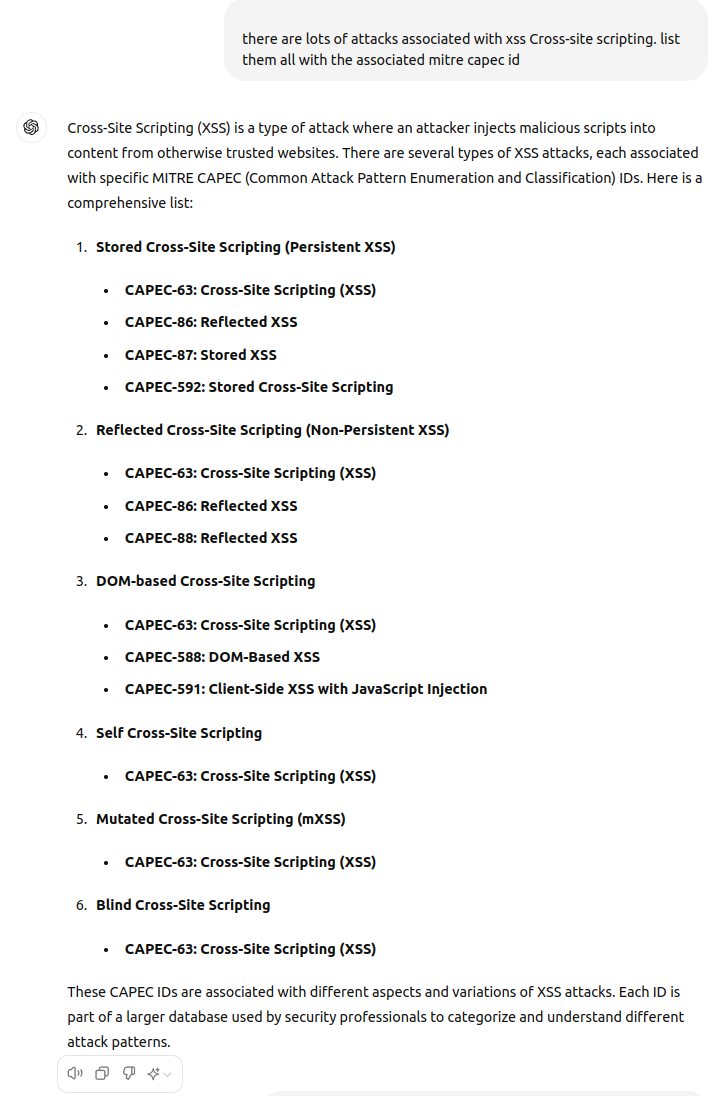 there are lots of attacks associated with xss Cross-site scripting. list
them all with the associated mitre capec id
Cross-Site Scripting (XSS) is a type of attack where an attacker injects malicious scripts into
content from otherwise trusted websites. There are several types of XSS attacks, each associated
with specific MITRE CAPEC (Common Attack Pattern Enumeration and Classification) IDs. Here is a
comprehensive list:
1. Stored Cross-Site Scripting (Persistent XSS)
• CAPEC-63: Cross-Site Scripting (XSS)
• CAPEC-86: Reflected XSS
• CAPEC-87: Stored XSS
• CAPEC-592: Stored Cross-Site Scripting
2. Reflected Cross-Site Scripting (Non-Persistent XSS)
• CAPEC-63: Cross-Site Scripting (XSS)
• CAPEC-86: Reflected XSS
• CAPEC-88: Reflected XSS
3. DOM-based Cross-Site Scripting
• CAPEC-63: Cross-Site Scripting (XSS)
• CAPEC-588: DOM-Based XSS
• CAPEC-591: Client-Side XSS with JavaScript Injection
4. Self Cross-Site Scripting
• CAPEC-63: Cross-Site Scripting (XSS)
5. Mutated Cross-Site Scripting (mXSS)
• CAPEC-63: Cross-Site Scripting (XSS)
6. Blind Cross-Site Scripting
• CAPEC-63: Cross-Site Scripting (XSS)
These CAPEC IDs are associated with different aspects and variations of XSS attacks. Each ID is
part of a larger database used by security professionals to categorize and understand different
attack patterns.